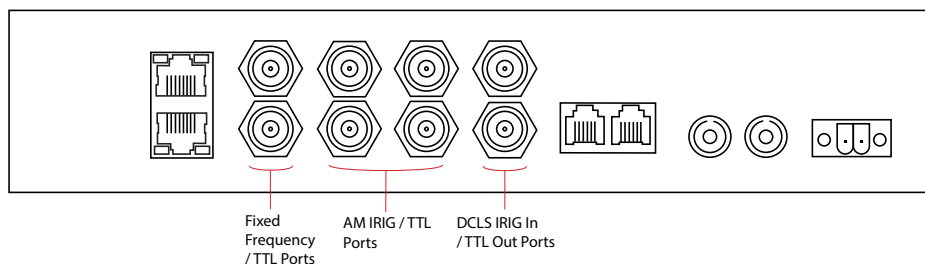 Fixed
Frequency
/ TTL Ports
AM IRIG / TTL
Ports
DCLS IRIG In
/ TTL Out Ports